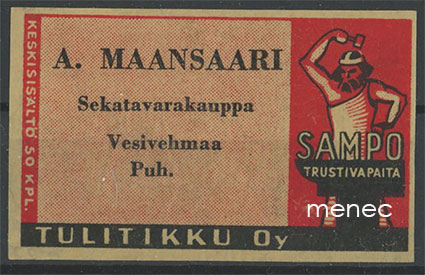 KESKISISÄLTÖ 50 KPL.
A. MAANSAARI
Sekatavarakauppa
Vesivehmaa
Puh.
SAMPO
TRUSTIVAPAITA
menec
TULITIKKU Oy